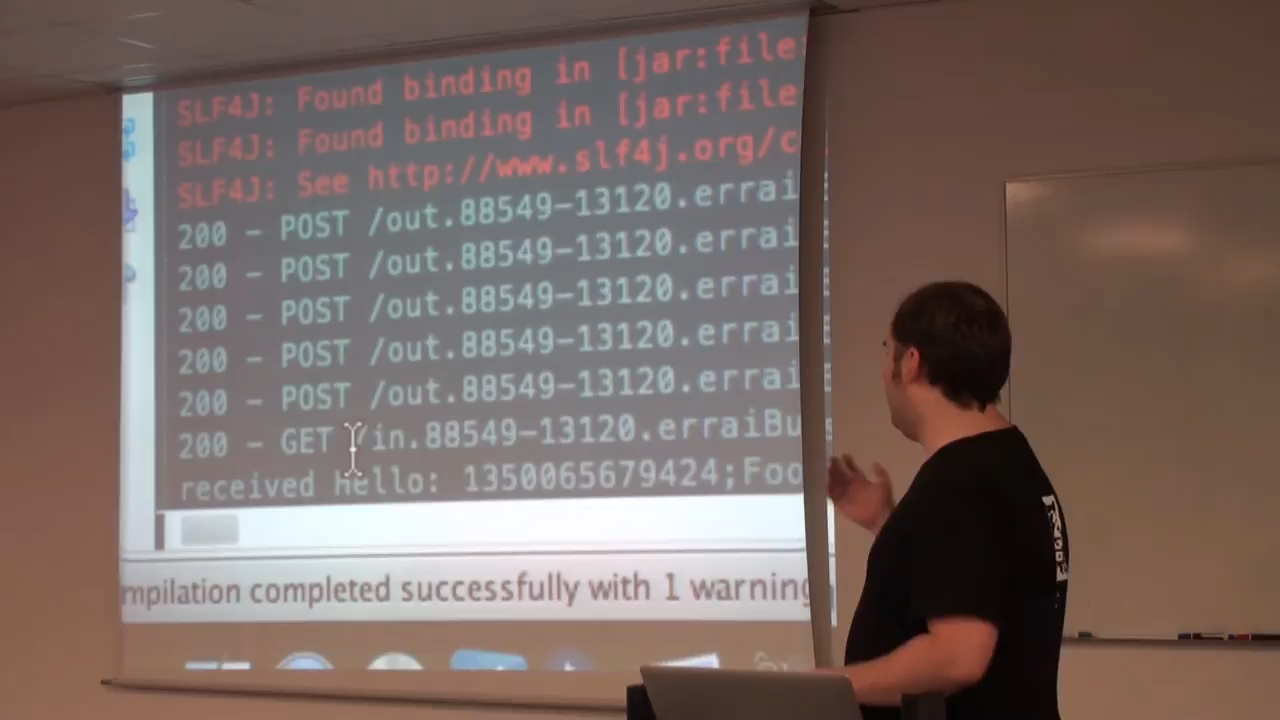 SLF4J: Found binding in [jar:file:
SLF4J: Found binding in [jar:file
SLF4J: See http://www.slf4j.org/c
200 - POST /out.88549-13120.errai
200 - POST /out.88549-13120.errai
200 - POST /out.88549-13120.errai
200 - POST /out.88549-13120.errai
200 - POST /out.88549-13120.errai
200 - GET /in.88549-13120.erraiBu
received hello: 1350065679424;Foo
mpilation completed successfully with 1 warning